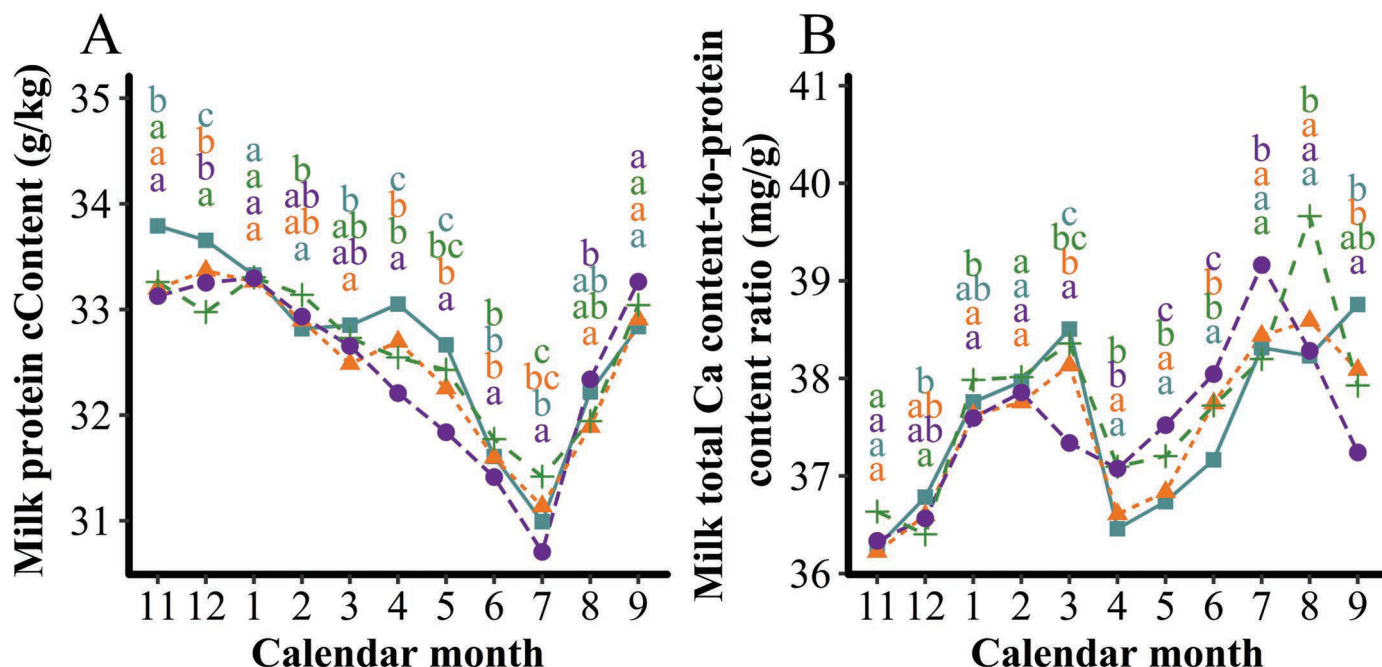 A
Milk protein cContent (g/kg)
35
34
33
32
31
b
a
a
a
c
b
b
a
a
a
a
a
b
ab
ab
a
b
ab
ab
a
c
b
b
a
c
bc
b
a
b
b
b
a
c
bc
b
a
b
ab
ab
a
a
a
a
a
11 12 1 2 3 4 5 6 7 8 9
Calendar month
B
Milk total Ca content-to-protein
content ratio (mg/g)
41
40
39
38
37
36
a
a
a
a
b
ab
ab
a
b
ab
a
a
a
a
a
a
c
bc
b
a
b
b
a
a
c
b
a
a
c
b
b
a
b
a
a
a
b
a
a
a
b
b
ab
a
11 12 1 2 3 4 5 6 7 8 9
Calendar month